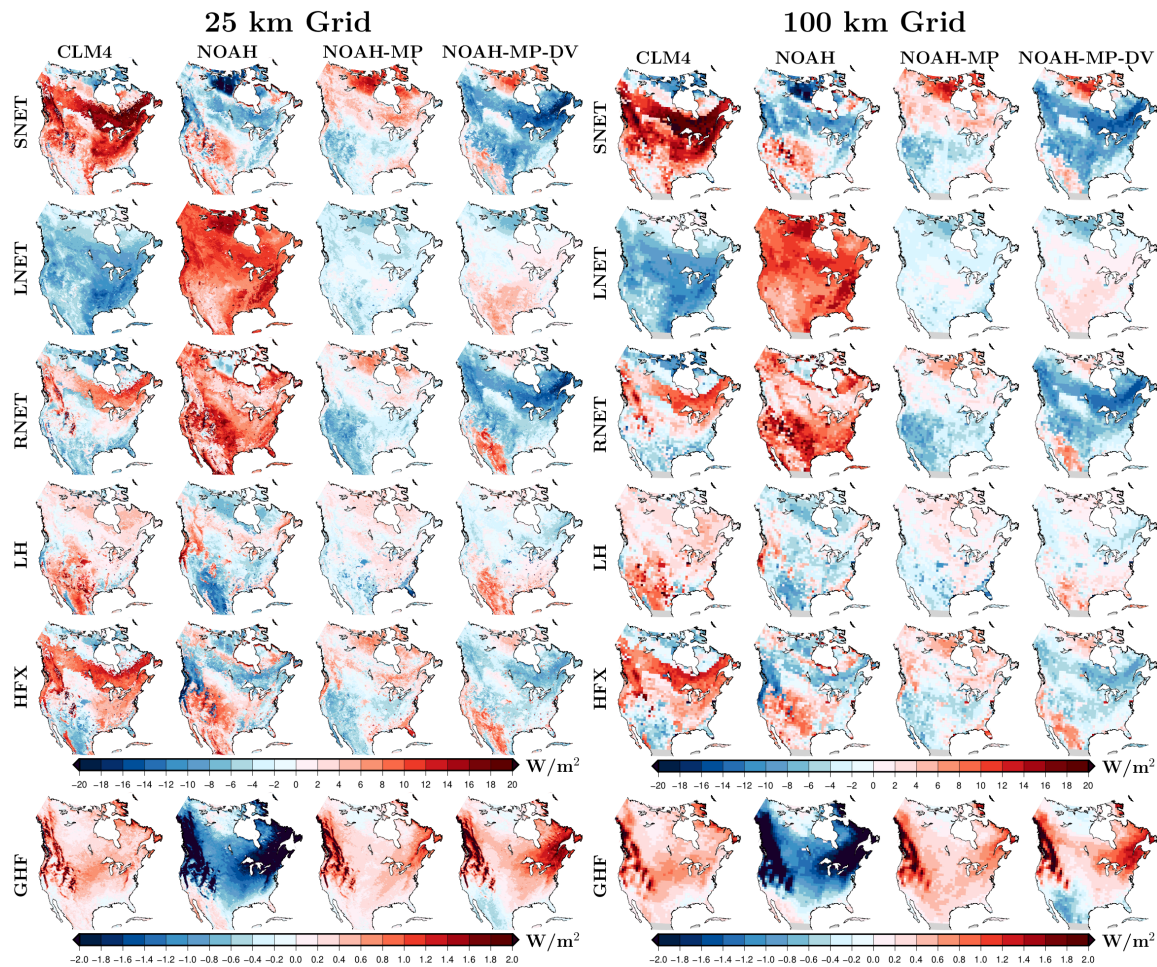 25 km Grid
100 km Grid
CLM4 NOAH NOAH-MP NOAH-MP-DV
CLM4 NOAH NOAH-MP NOAH-MP-DV
SNET
SNET
LNET
LNET
RNET
RNET
LH
LH
HFX
HFX
W/m²
W/m²
−20 −18 −16 −14 −12 −10 −8 −6 −4 −2 0 2 4 6 8 10 12 14 16 18 20
−20 −18 −16 −14 −12 −10 −8 −6 −4 −2 0 2 4 6 8 10 12 14 16 18 20
GHF
GHF
W/m²
W/m²
−2.0 −1.8 −1.6 −1.4 −1.2 −1.0 −0.8 −0.6 −0.4 −0.2 0.0 0.2 0.4 0.6 0.8 1.0 1.2 1.4 1.6 1.8 2.0
−2.0 −1.8 −1.6 −1.4 −1.2 −1.0 −0.8 −0.6 −0.4 −0.2 0.0 0.2 0.4 0.6 0.8 1.0 1.2 1.4 1.6 1.8 2.0